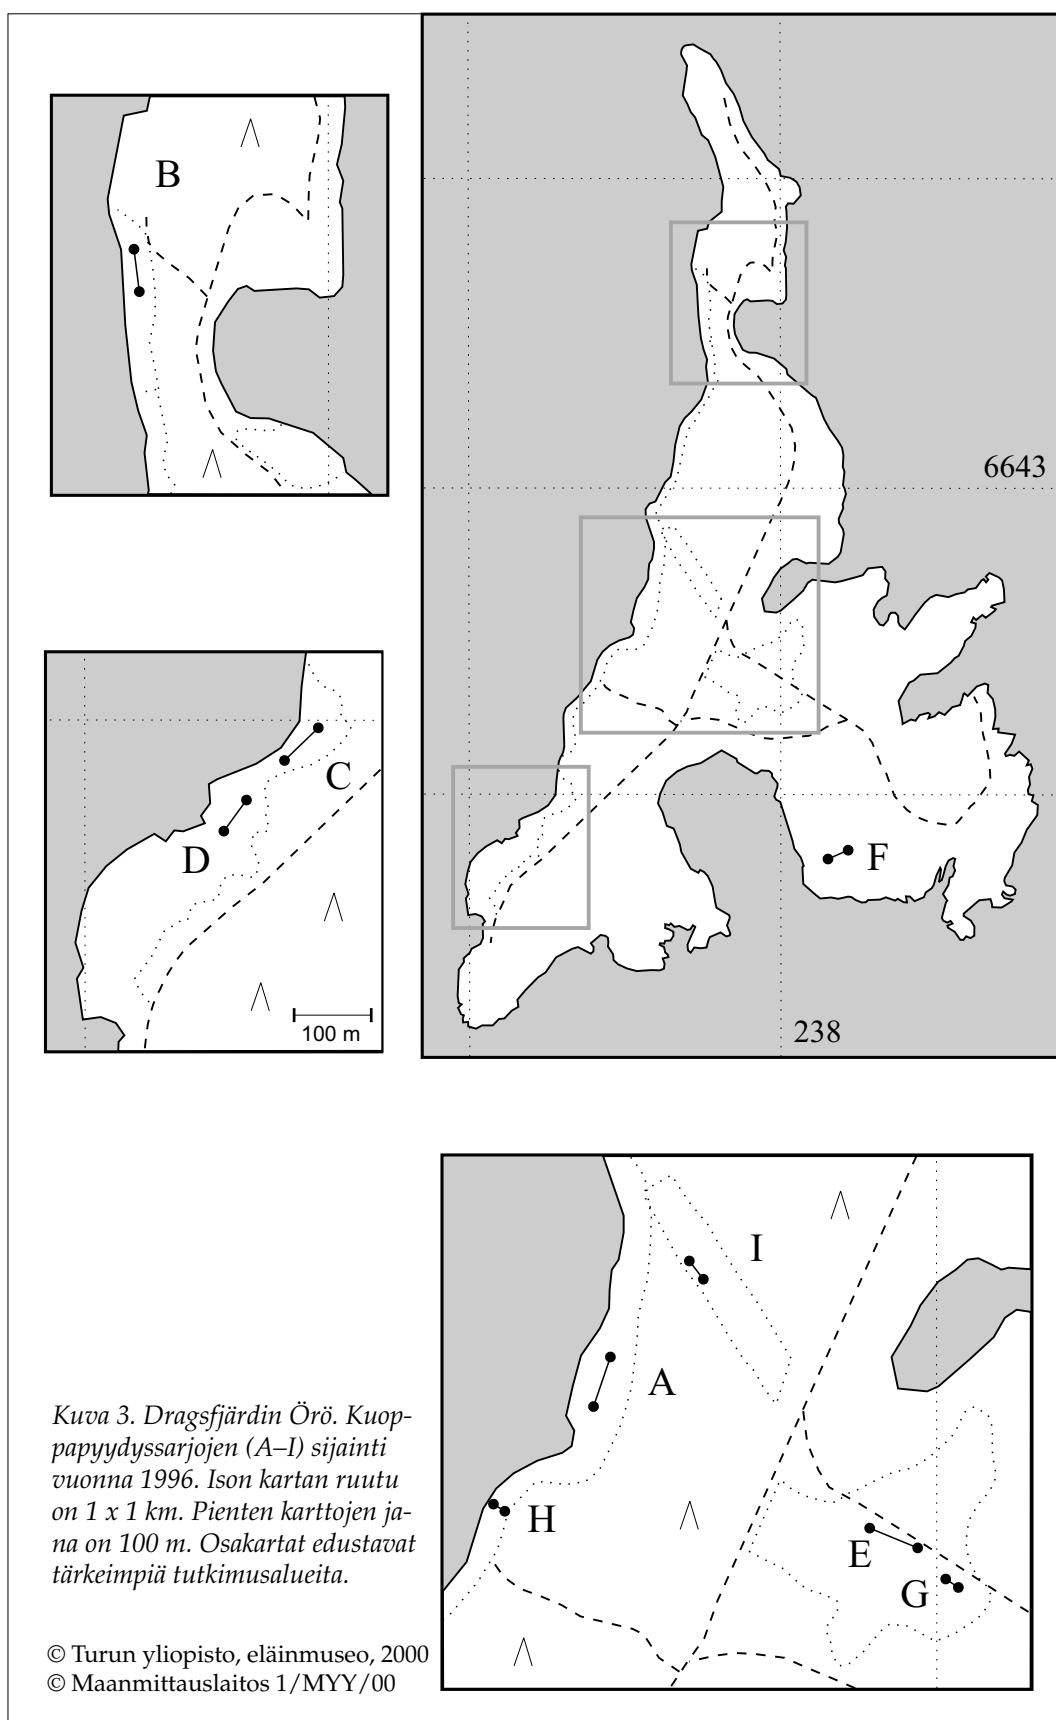 B
6643
C
D
F
100 m
238
I
A
H
E
G
Kuva 3. Dragsfjärdin Örö. Kuop-
papyydyssarjojen (A–I) sijainti
vuonna 1996. Ison kartan ruutu
on 1 x 1 km. Pienten karttojen ja-
na on 100 m. Osakartat edustavat
tärkeimpiä tutkimusalueita.
© Turun yliopisto, eläinmuseo, 2000
© Maanmittauslaitos 1/MYY/00